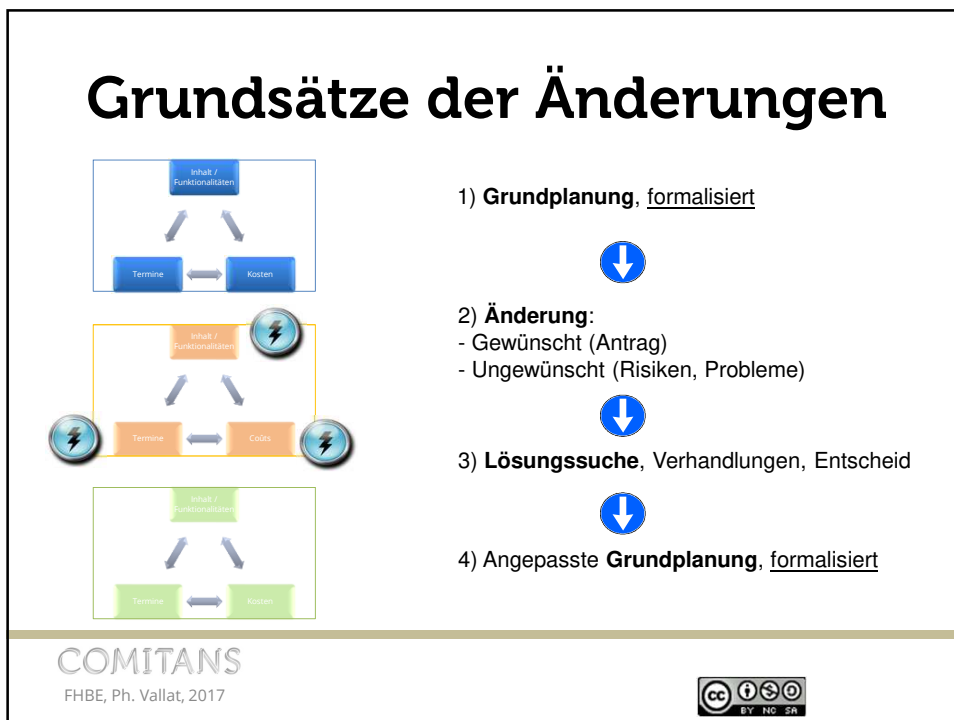 Grundsätze der Änderungen
Inhalt /
Funktionalitäten
Termine
Kosten
1) Grundplanung, formalisiert
Inhalt /
Funktionalitäten
Termine
Coûts
2) Änderung:
- Gewünscht (Antrag)
- Ungewünscht (Risiken, Probleme)
3) Lösungssuche, Verhandlungen, Entscheid
Inhalt /
Funktionalitäten
Termine
Kosten
4) Angepasste Grundplanung, formalisiert
COMITANS
FHBE, Ph. Vallat, 2017
cc
BY NC SA